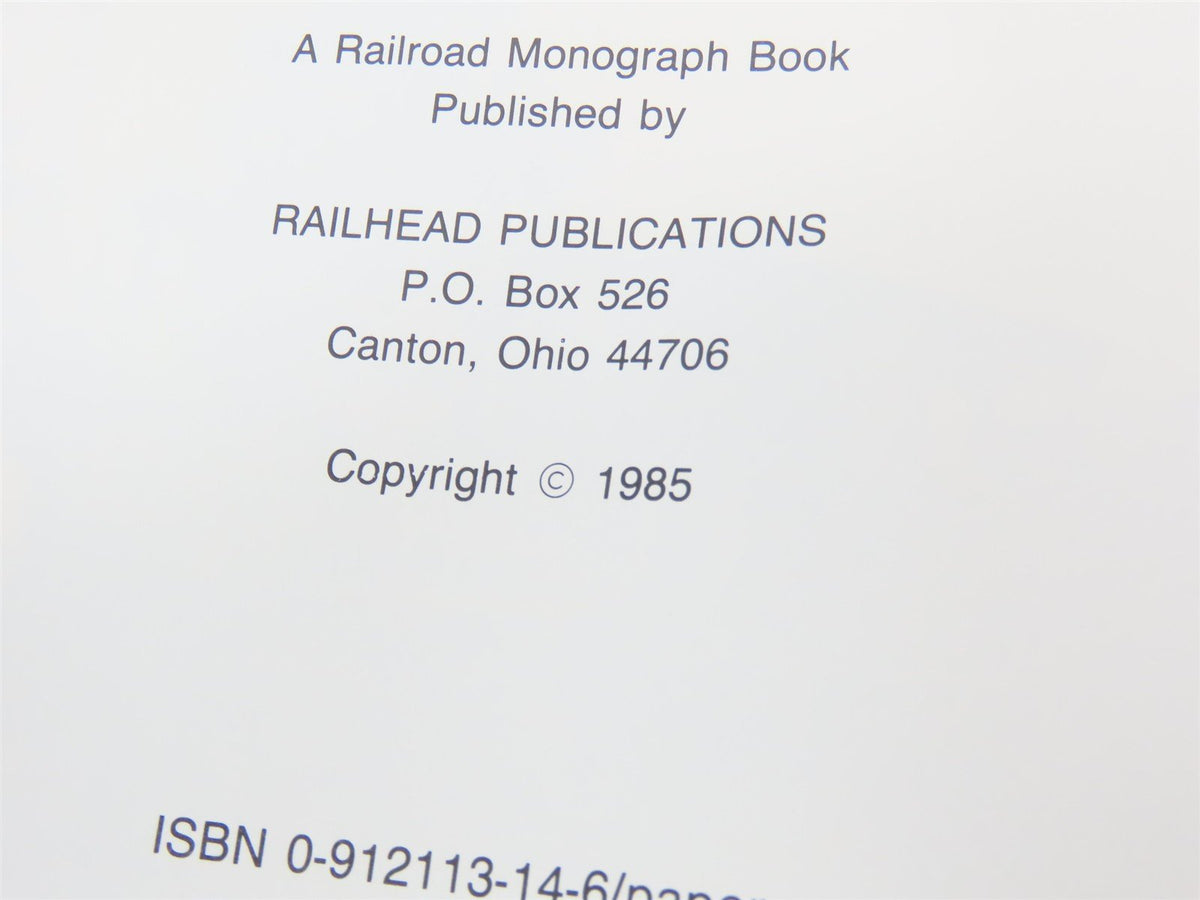 A Railroad Monograph Book
Published by
RAILHEAD PUBLICATIONS
P.O. Box 526
Canton, Ohio 44706
Copyright © 1985
ISBN 0-912113-14-6/paper